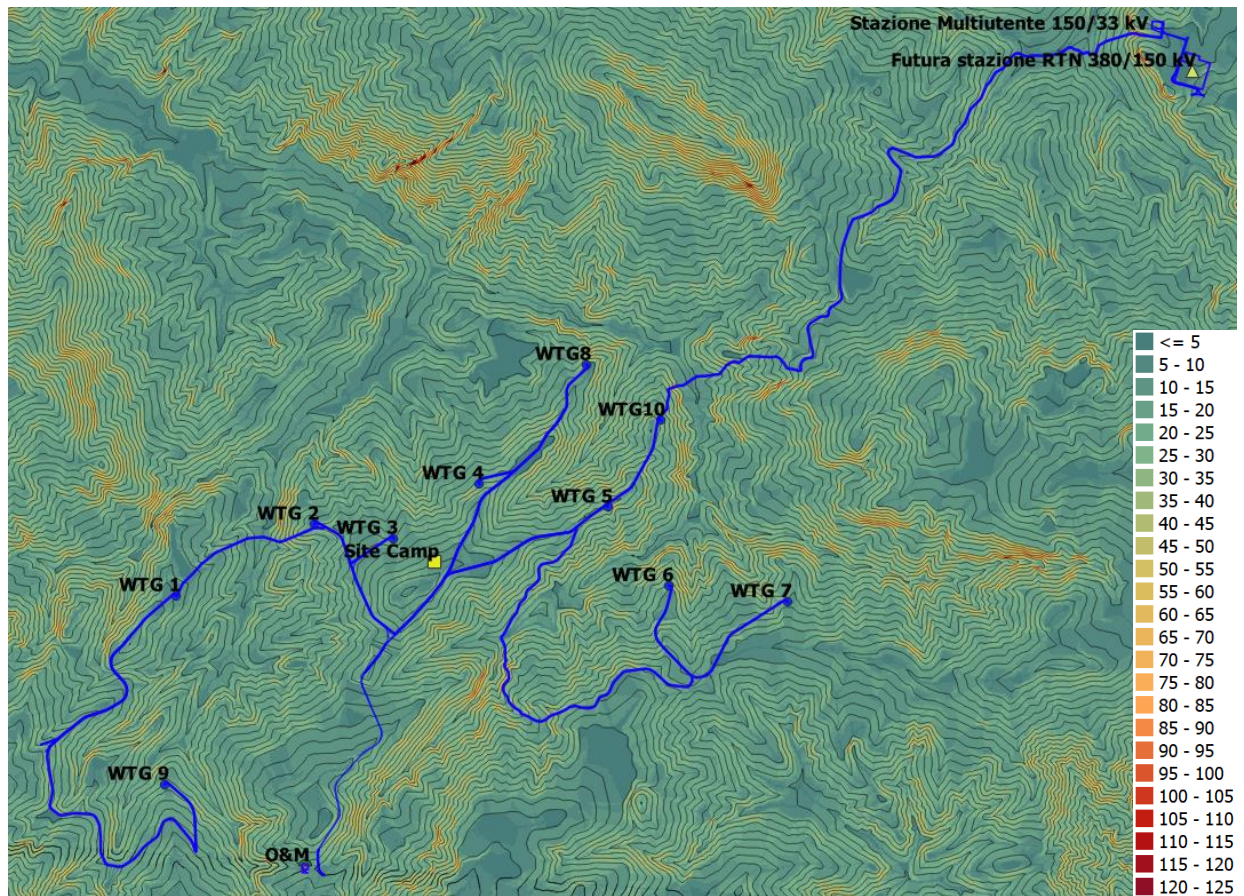 Stazione Multiutente 150/33 kV
Futura stazione RTN 380/150 kV
WTG8
WTG10
WTG 4
WTG 5
WTG 2
WTG 3
Site Camp
WTG 1
WTG 6
WTG 7
WTG 9
O&M
<= 5
5 - 10
10 - 15
15 - 20
20 - 25
25 - 30
30 - 35
35 - 40
40 - 45
45 - 50
50 - 55
55 - 60
60 - 65
65 - 70
70 - 75
75 - 80
80 - 85
85 - 90
90 - 95
95 - 100
100 - 105
105 - 110
110 - 115
115 - 120
120 - 125